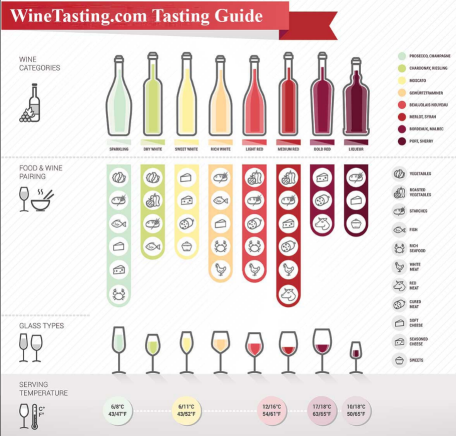 WineTasting.com Tasting Guide
WINE
CATEGORIES
PROSECCO, CHAMPAGNE
CHARDONAY, RIESLING
MOSCATO
GEWÜRZTRAMINER
BEAUJOLAIS NOUVEAU
MERLOT, SYRAH
BORDEAUX, MALBEC
PORT, SHERRY
SPARKLING
DRY WHITE
SWEET WHITE
RICH WHITE
LIGHT RED
MEDIUM RED
BOLD RED
LIQUEUR
FOOD & WINE
PAIRING
VEGETABLES
ROASTED
VEGETABLES
STARCHES
FISH
RICH
SEAFOOD
WHITE
MEAT
RED
MEAT
CURED
MEAT
SOFT
CHEESE
SEASONED
CHEESE
SWEETS
GLASS TYPES
SERVING
TEMPERATURE
C°
F°
6/8°C
43/47°F
6/11°C
43/52°F
12/16°C
54/61°F
17/18°C
63/65°F
10/18°C
50/65°F